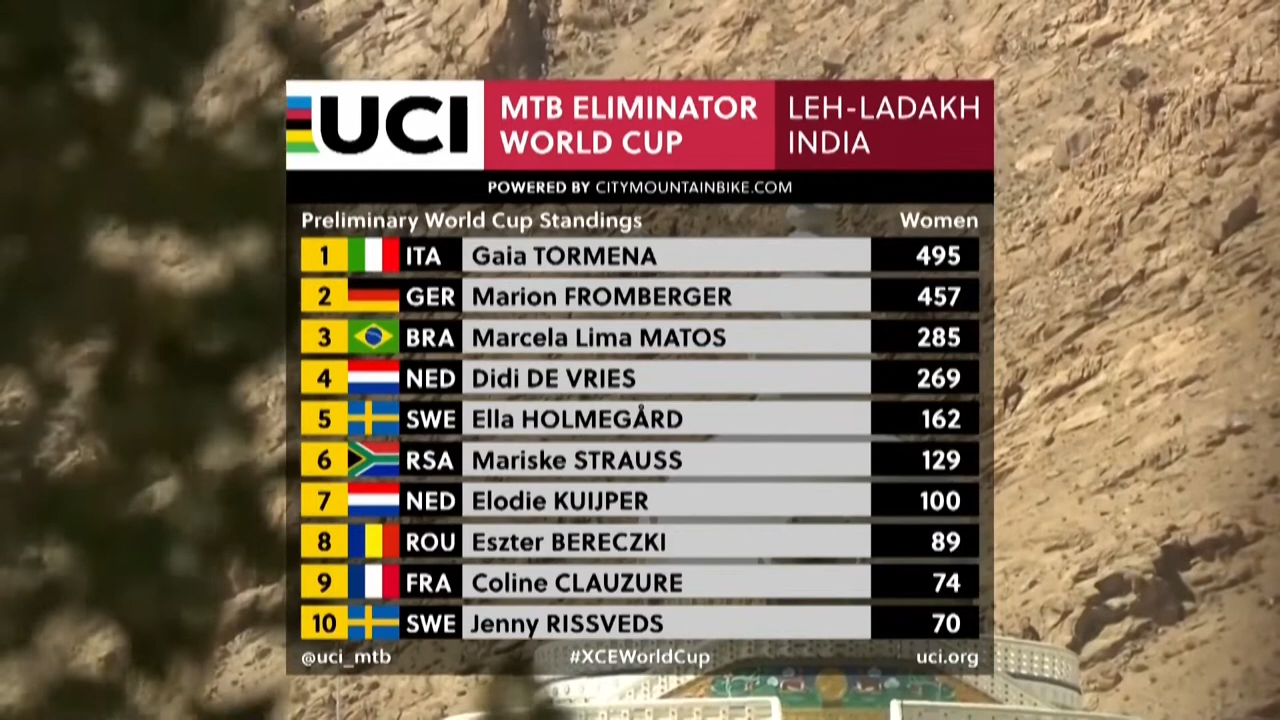 UCI
MTB ELIMINATOR
WORLD CUP
LEH-LADAKH
INDIA
POWERED BY CITYMOUNTAINBIKE.COM
Preliminary World Cup Standings Women
1 ITA Gaia TORMENA 495
2 GER Marion FROMBERGER 457
3 BRA Marcela Lima MATOS 285
4 NED Didi DE VRIES 269
5 SWE Ella HOLMEGÅRD 162
6 RSA Mariske STRAUSS 129
7 NED Elodie KUIJPER 100
8 ROU Eszter BERECZKI 89
9 FRA Coline CLAUZURE 74
10 SWE Jenny RISSVEDS 70
@uci_mtb #XCEWorldCup uci.org